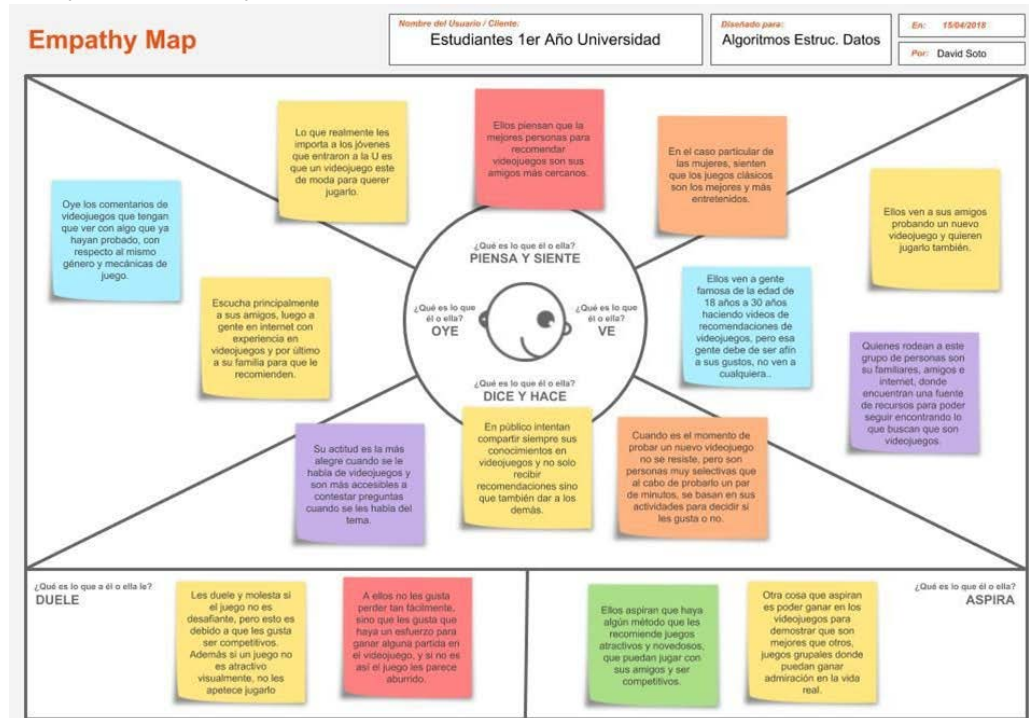 Empathy Map
Nombre del Usuario / Cliente:
Estudiantes 1er Año Universidad
Diseñado para:
Algoritmos Estruc. Datos
En: 15/04/2018
Por: David Soto
Lo que realmente les
importa a los jóvenes
que entraron a la U es
que un videojuego este
de moda para querer
jugarlo.
Ellos piensan que la
mejores personas para
recomendar
videojuegos son sus
amigos más cercanos.
En el caso particular de
las mujeres, sienten
que los juegos clásicos
son los mejores y más
entretenidos.
Oye los comentarios de
videojuegos que tengan
que ver con algo que ya
hayan probado, con
respecto al mismo
género y mecánicas de
juego.
Escucha principalmente
a sus amigos, luego a
gente en internet con
experiencia en
videojuegos y por último
a su familia para que le
recomienden.
¿Qué es lo que él o ella?
PIENSA Y SIENTE
¿Qué es lo que
él o ella?
OYE
¿Qué es lo que
él o ella?
VE
¿Qué es lo que él o ella?
DICE Y HACE
Ellos ven a sus amigos
probando un nuevo
videojuego y quieren
jugarlo también.
Ellos ven a gente
famosa de la edad de
18 años a 30 años
haciendo videos de
recomendaciones de
videojuegos, pero esa
gente debe de ser afín
a sus gustos, no ven a
cualquiera..
Quienes rodean a este
grupo de personas son
su familiares, amigos e
internet, donde
encuentran una fuente
de recursos para poder
seguir encontrando lo
que buscan que son
videojuegos.
Su actitud es la más
alegre cuando se le
habla de videojuegos y
son más accesibles a
contestar preguntas
cuando se les habla del
tema.
En público intentan
compartir siempre sus
conocimientos en
videojuegos y no solo
recibir
recomendaciones sino
que también dar a los
demás.
Cuando es el momento de
probar un nuevo videojuego
no se resiste, pero son
personas muy selectivas que
al cabo de probarlo un par
de minutos, se basan en sus
actividades para decidir si
les gusta o no.
¿Qué es lo que a él o ella le?
DUELE
Les duele y molesta si
el juego no es
desafiante, pero esto es
debido a que les gusta
ser competitivos.
Además si un juego no
es atractivo
visualmente, no les
apetece jugarlo
A ellos no les gusta
perder tan fácilmente,
sino que les gusta que
haya un esfuerzo para
ganar alguna partida en
el videojuego, y si no es
así el juego les parece
aburrido.
¿Qué es lo que él o ella?
ASPIRA
Ellos aspiran que haya
algún método que les
recomiende juegos
atractivos y novedosos,
que puedan jugar con
sus amigos y ser
competitivos.
Otra cosa que aspiran
es poder ganar en los
videojuegos para
demostrar que son
mejores que otros,
juegos grupales donde
puedan ganar
admiración en la vida
real.